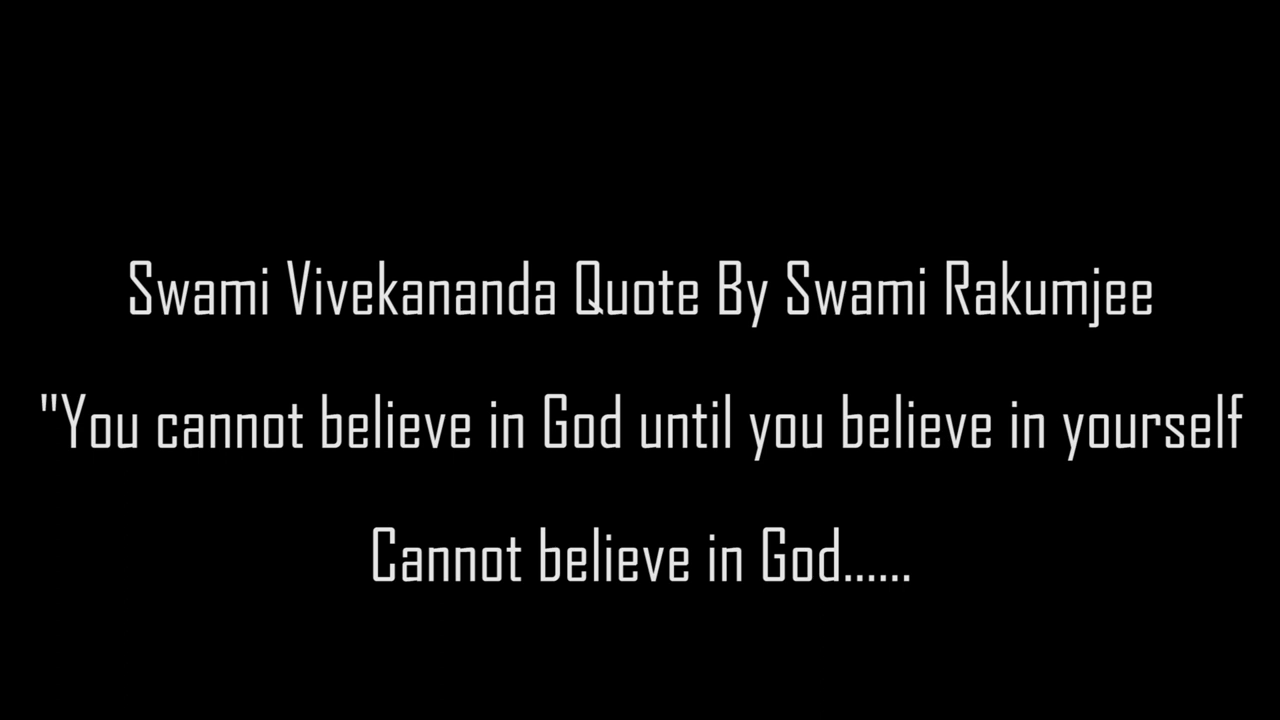 Swami Vivekananda Quote By Swami Rakumjee
"You cannot believe in God until you believe in yourself
Cannot believe in God......